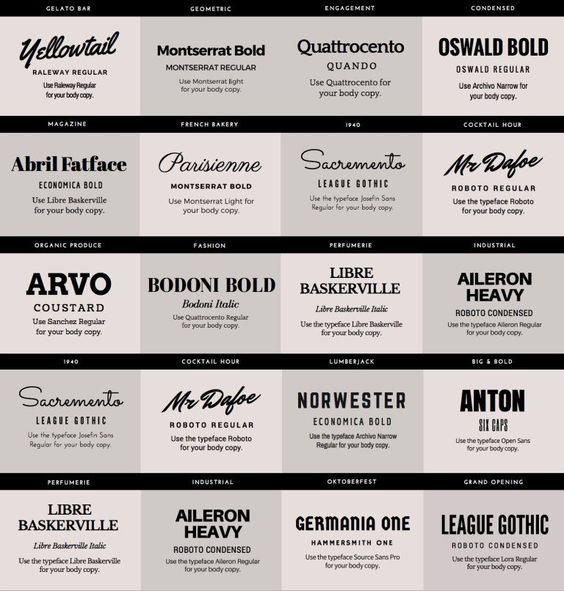 GELATO BAR
Yellowtail
RALEWAY REGULAR
Use Raleway Regular
for your body copy.
GEOMETRIC
Montserrat Bold
MONTSERRAT REGULAR
Use Montserrat light
for your body copy.
ENGAGEMENT
Quattrocento
QUANDO
Use Quattrocento for
your body copy.
CONDENSED
OSWALD BOLD
OSWALD REGULAR
Use Archivo Narrow for
your body copy.
MAGAZINE
Abril Fatface
ECONOMICA BOLD
Use Libre Baskerville
for your body copy.
FRENCH BAKERY
Parisienne
MONTSERRAT BOLD
Use Montserrat Light for
your body copy.
1940
Sacremento
LEAGUE GOTHIC
Use the typeface Josefin Sans
Regular for your body copy.
COCKTAIL HOUR
Mr Dafoe
ROBOTO REGULAR
Use the typeface Roboto
for your body copy.
ORGANIC PRODUCE
ARVO
COUSTARD
Use Sanchez Regular
for your body copy.
FASHION
BODONI BOLD
Bodoni Italic
Use Quattrocento Regular
for your body copy.
PERFUMERIE
LIBRE
BASKERVILLE
Libre Baskerville Italic
Use the typeface Libre Baskerville
for your body copy.
INDUSTRIAL
AILERON
HEAVY
ROBOTO CONDENSED
Use the typeface Aileron Regular
for your body copy.
1940
Sacremento
LEAGUE GOTHIC
Use the typeface Josefin Sans
Regular for your body copy.
COCKTAIL HOUR
Mr Dafoe
ROBOTO REGULAR
Use the typeface Roboto
for your body copy.
LUMBERJACK
NORWESTER
ECONOMICA BOLD
Use the typeface Archivo Narrow
Regular for your body copy.
BIG & BOLD
ANTON
SIX CAPS
Use the typeface Open Sans
for your body copy.
PERFUMERIE
LIBRE
BASKERVILLE
Libre Baskerville Italic
Use the typeface Libre Baskerville
for your body copy.
INDUSTRIAL
AILERON
HEAVY
ROBOTO CONDENSED
Use the typeface Aileron Regular
for your body copy.
OKTOBERFEST
GERMANIA ONE
HAMMERSMITH ONE
Use the typeface Source Sans Pro
for your body copy.
GRAND OPENING
LEAGUE GOTHIC
ROBOTO CONDENSED
Use the typeface Lora Regular
for your body copy.